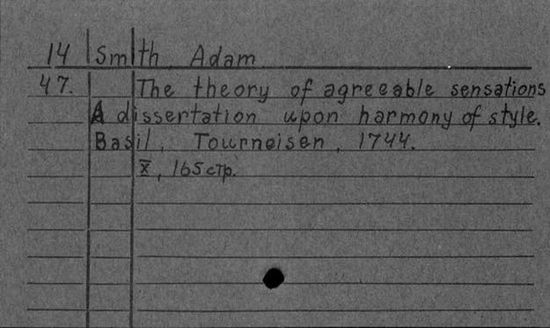 14 Smith, Adam
47. The theory of agreeable sensations
A dissertation upon harmony of style.
Basil, Tourneisen, 1744.
X, 165 стр.